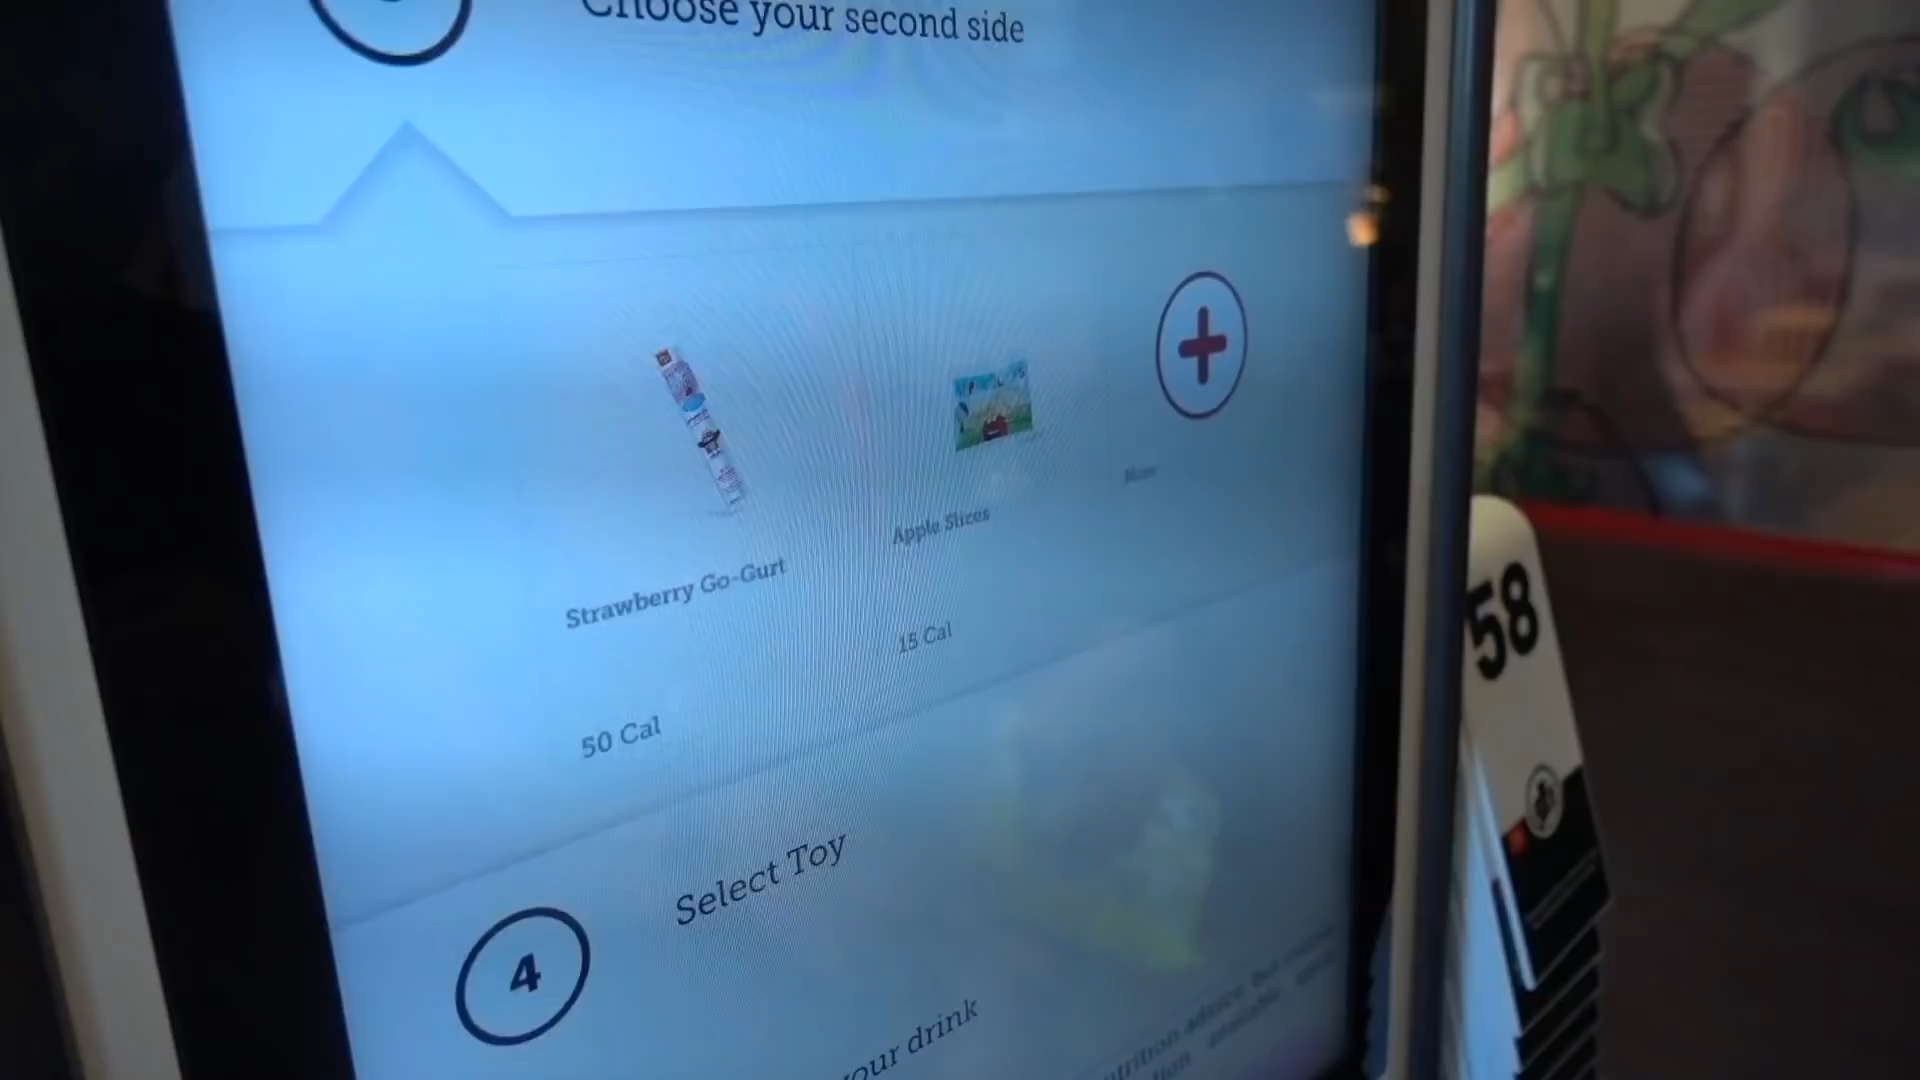 Choose your second side
Strawberry Go-Gurt
50 Cal
Apple Slices
15 Cal
More
4
Select Toy
your drink
58